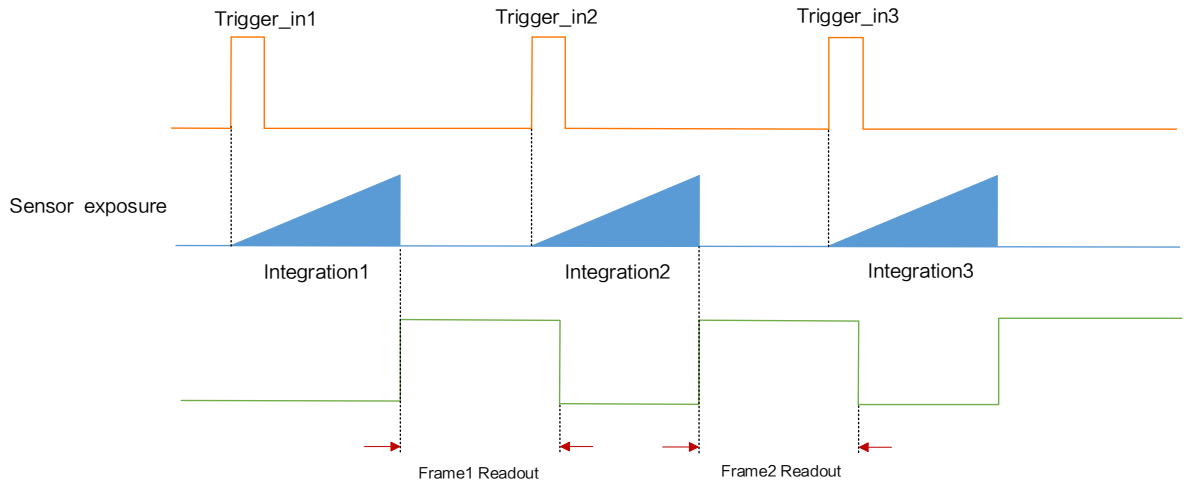 Trigger_in1
Trigger_in2
Trigger_in3
Sensor exposure
Integration1
Integration2
Integration3
Frame1 Readout
Frame2 Readout